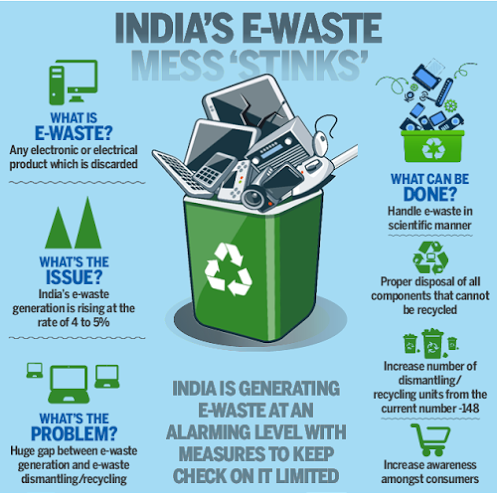 INDIA'S E-WASTE
MESS 'STINKS'
WHAT IS
E-WASTE?
Any electronic or electrical
product which is discarded
WHAT'S THE
ISSUE?
India's e-waste
generation is rising at the
rate of 4 to 5%
WHAT'S THE
PROBLEM?
Huge gap between e-waste
generation and e-waste
dismantling/recycling
INDIA IS GENERATING
E-WASTE AT AN
ALARMING LEVEL WITH
MEASURES TO KEEP
CHECK ON IT LIMITED
WHAT CAN BE
DONE?
Handle e-waste in
scientific manner
Proper disposal of all
components that cannot
be recycled
Increase number of
dismantling/
recycling units from the
current number -148
Increase awareness
amongst consumers